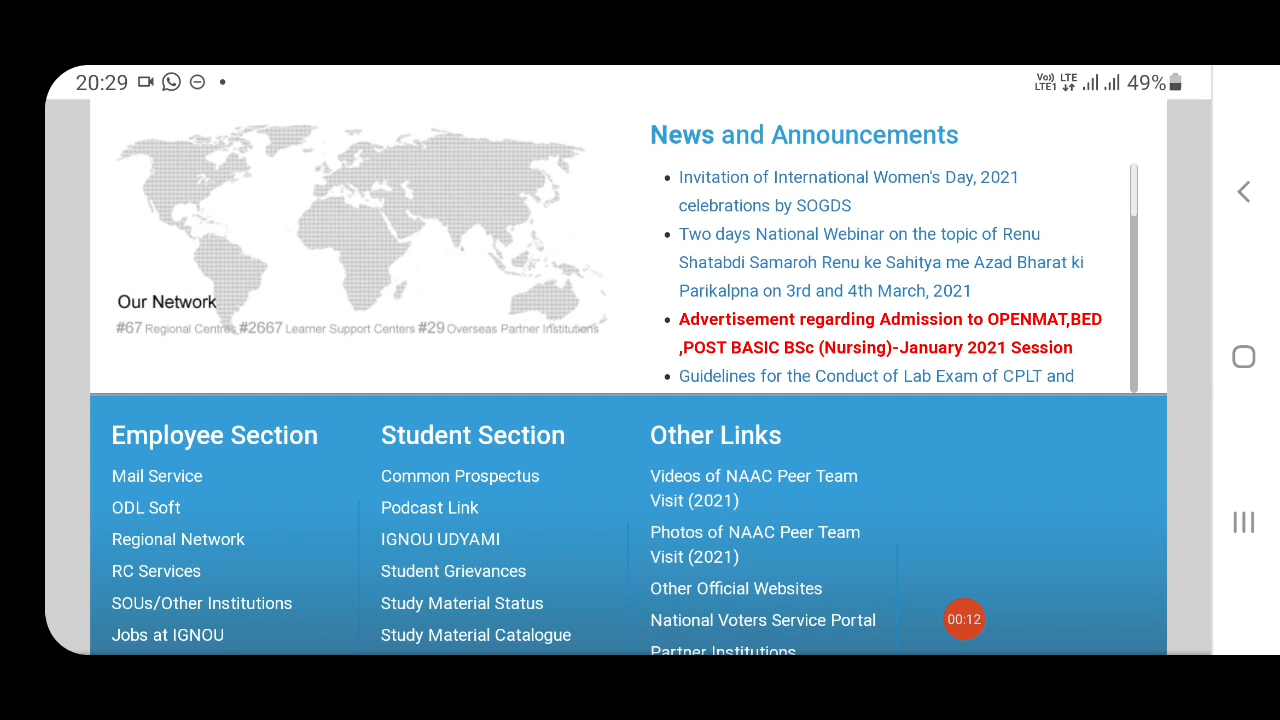 20:29
Vo)) LTE
LTE1
49%
News and Announcements
Invitation of International Women's Day, 2021
celebrations by SOGDS
Two days National Webinar on the topic of Renu
Shatabdi Samaroh Renu ke Sahitya me Azad Bharat ki
Parikalpna on 3rd and 4th March, 2021
Advertisement regarding Admission to OPENMAT,BED
,POST BASIC BSc (Nursing)-January 2021 Session
Guidelines for the Conduct of Lab Exam of CPLT and
Our Network
#67 Regional Centres #2667 Learner Support Centers #29 Overseas Partner Institutions
Employee Section
Mail Service
ODL Soft
Regional Network
RC Services
SOUs/Other Institutions
Jobs at IGNOU
Student Section
Common Prospectus
Podcast Link
IGNOU UDYAMI
Student Grievances
Study Material Status
Study Material Catalogue
Other Links
Videos of NAAC Peer Team
Visit (2021)
Photos of NAAC Peer Team
Visit (2021)
Other Official Websites
National Voters Service Portal
Partner Institutions
00:12